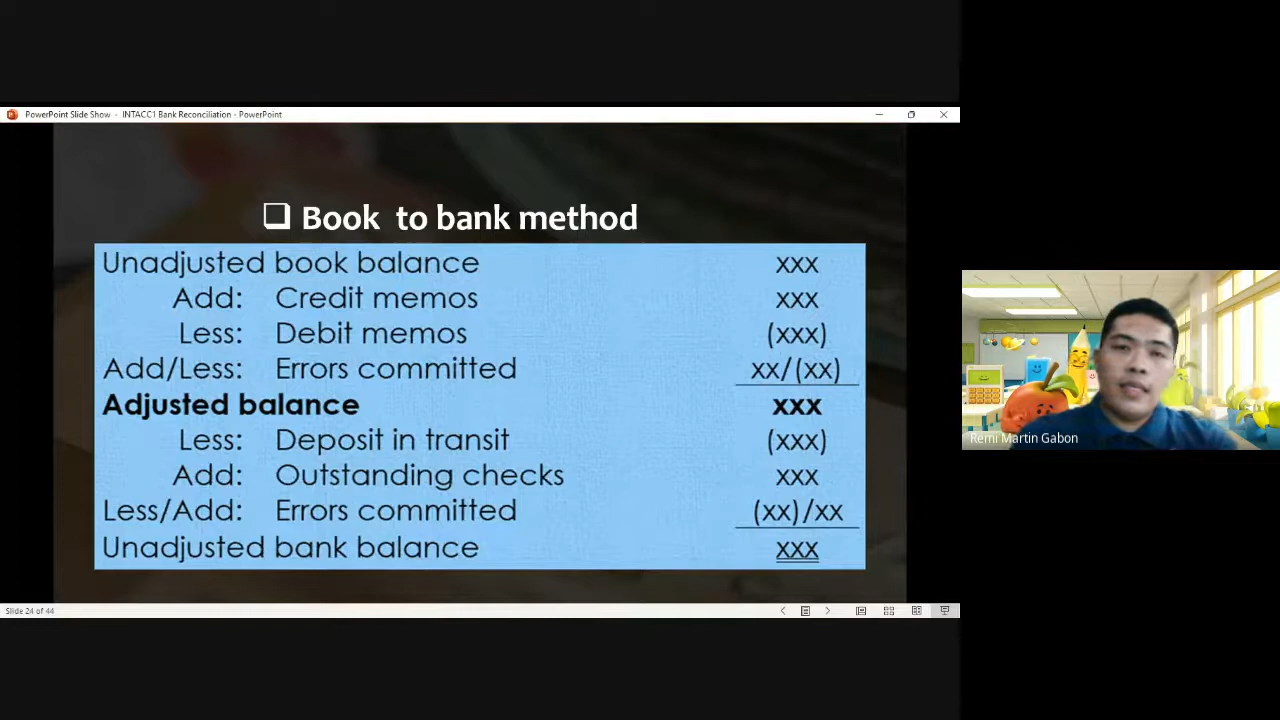 PowerPoint Slide Show - INTACC1 Bank Reconciliation - PowerPoint
Book to bank method
Unadjusted book balance xxx
Add: Credit memos xxx
Less: Debit memos (xxx)
Add/Less: Errors committed xx/(xx)
Adjusted balance xxx
Less: Deposit in transit (xxx)
Add: Outstanding checks xxx
Less/Add: Errors committed (xx)/xx
Unadjusted bank balance xxx
Slide 24 of 44
Remi Martin Gabon